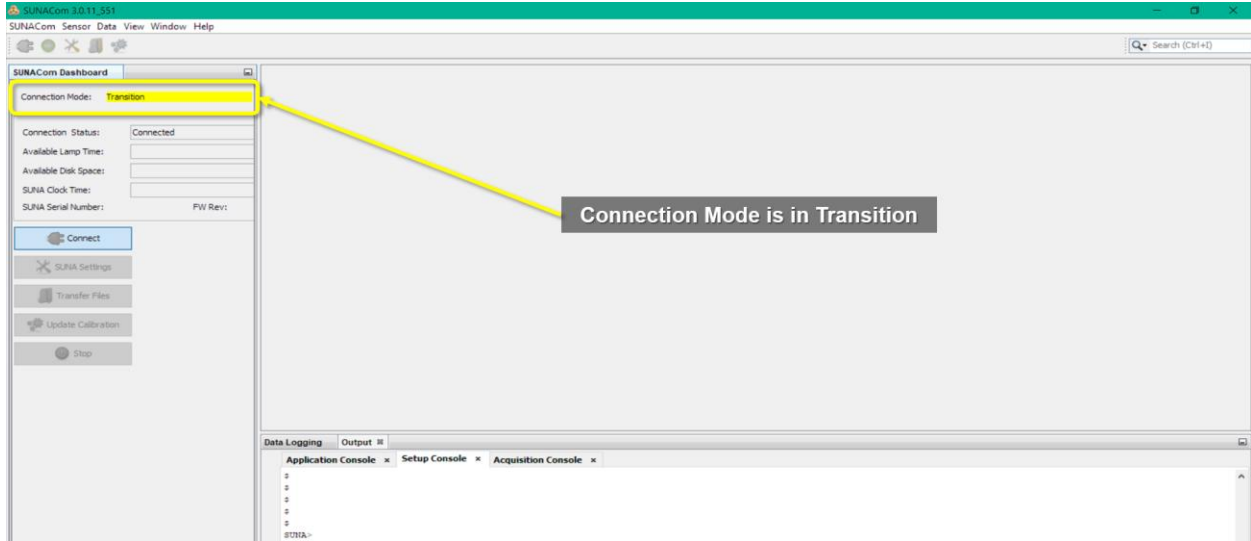 SUNACom 3.0.11_551
SUNACom Sensor Data View Window Help
Search (Ctrl+I)
SUNACom Dashboard
Connection Mode: Transition
Connection Status: Connected
Available Lamp Time:
Available Disk Space:
SUNA Clock Time:
SUNA Serial Number: FW Rev:
Connection Mode is in Transition
Connect
SUNA Settings
Transfer Files
Update Calibration
Stop
Data Logging Output
Application Console × Setup Console × Acquisition Console ×
SUNA>